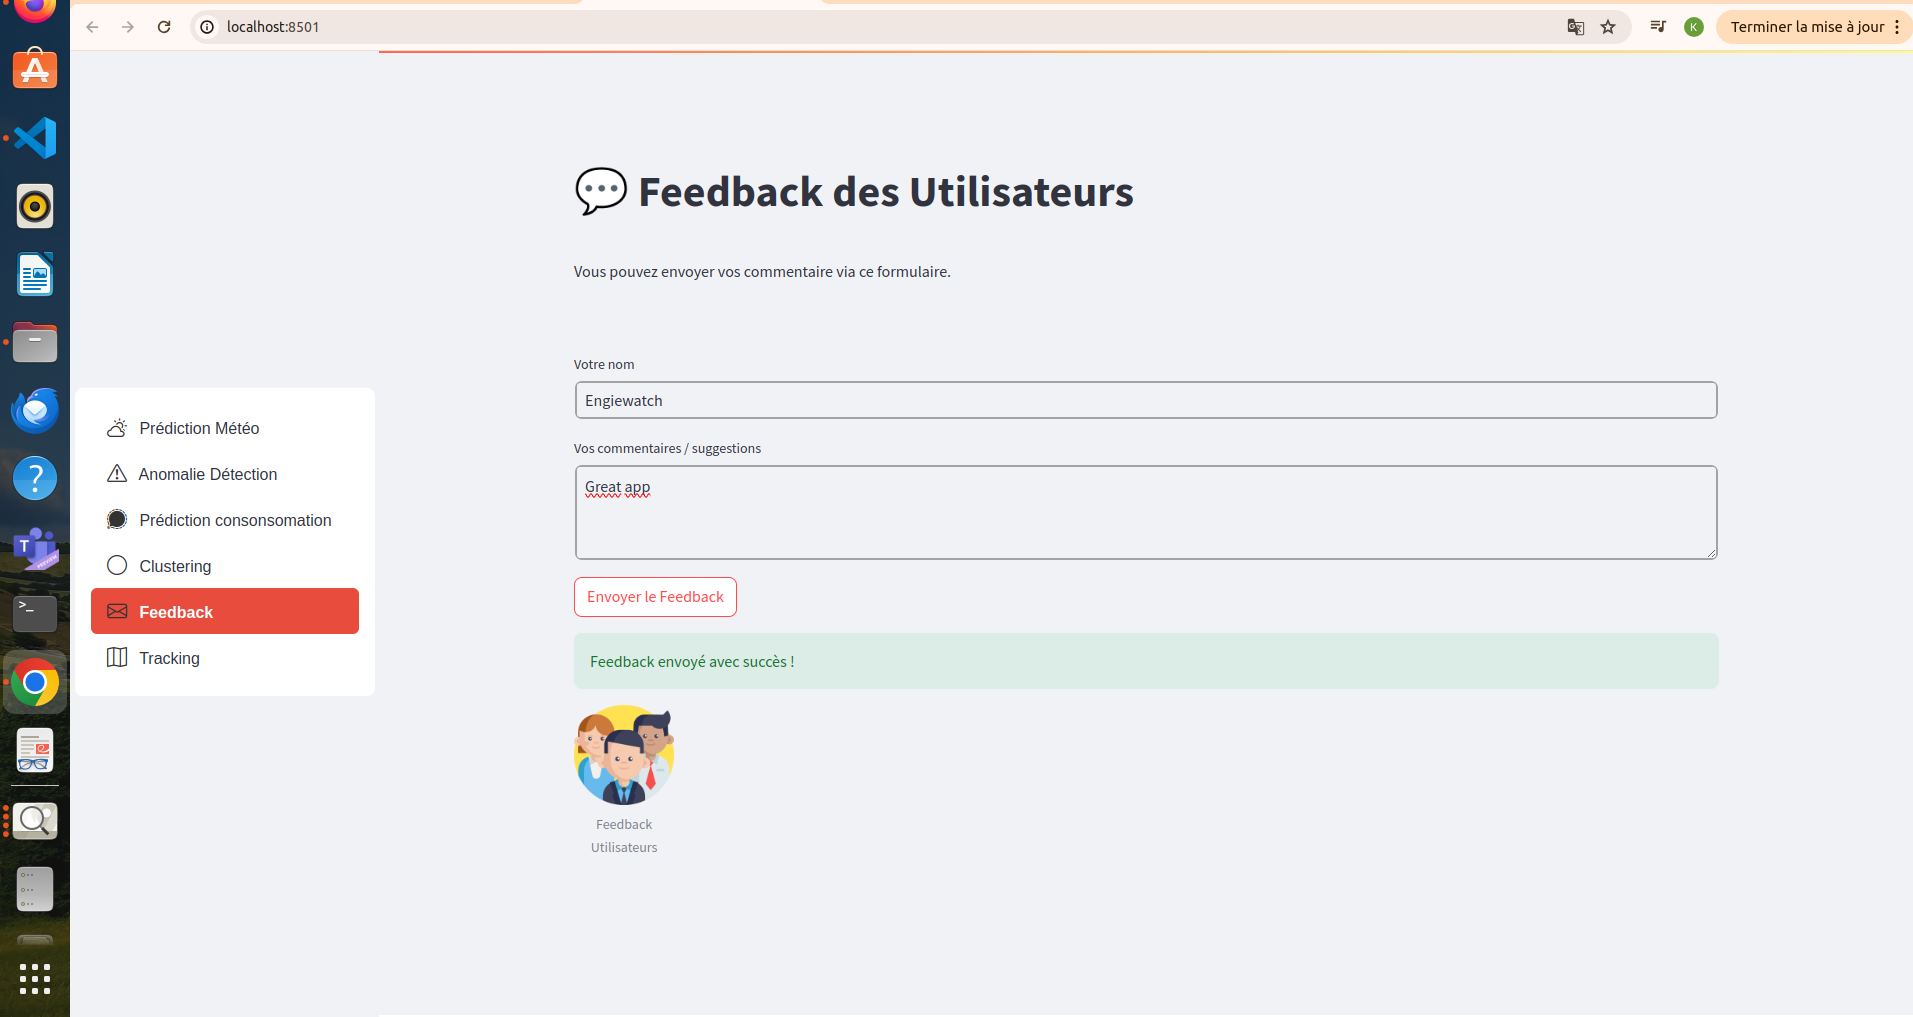 localhost:8501
K
Terminer la mise à jour
💬 Feedback des Utilisateurs
Vous pouvez envoyer vos commentaire via ce formulaire.
Votre nom
Engiewatch
Vos commentaires / suggestions
Great app
Envoyer le Feedback
Feedback envoyé avec succès !
Feedback
Utilisateurs
Prédiction Météo
Anomalie Détection
Prédiction consonsomation
Clustering
Feedback
Tracking